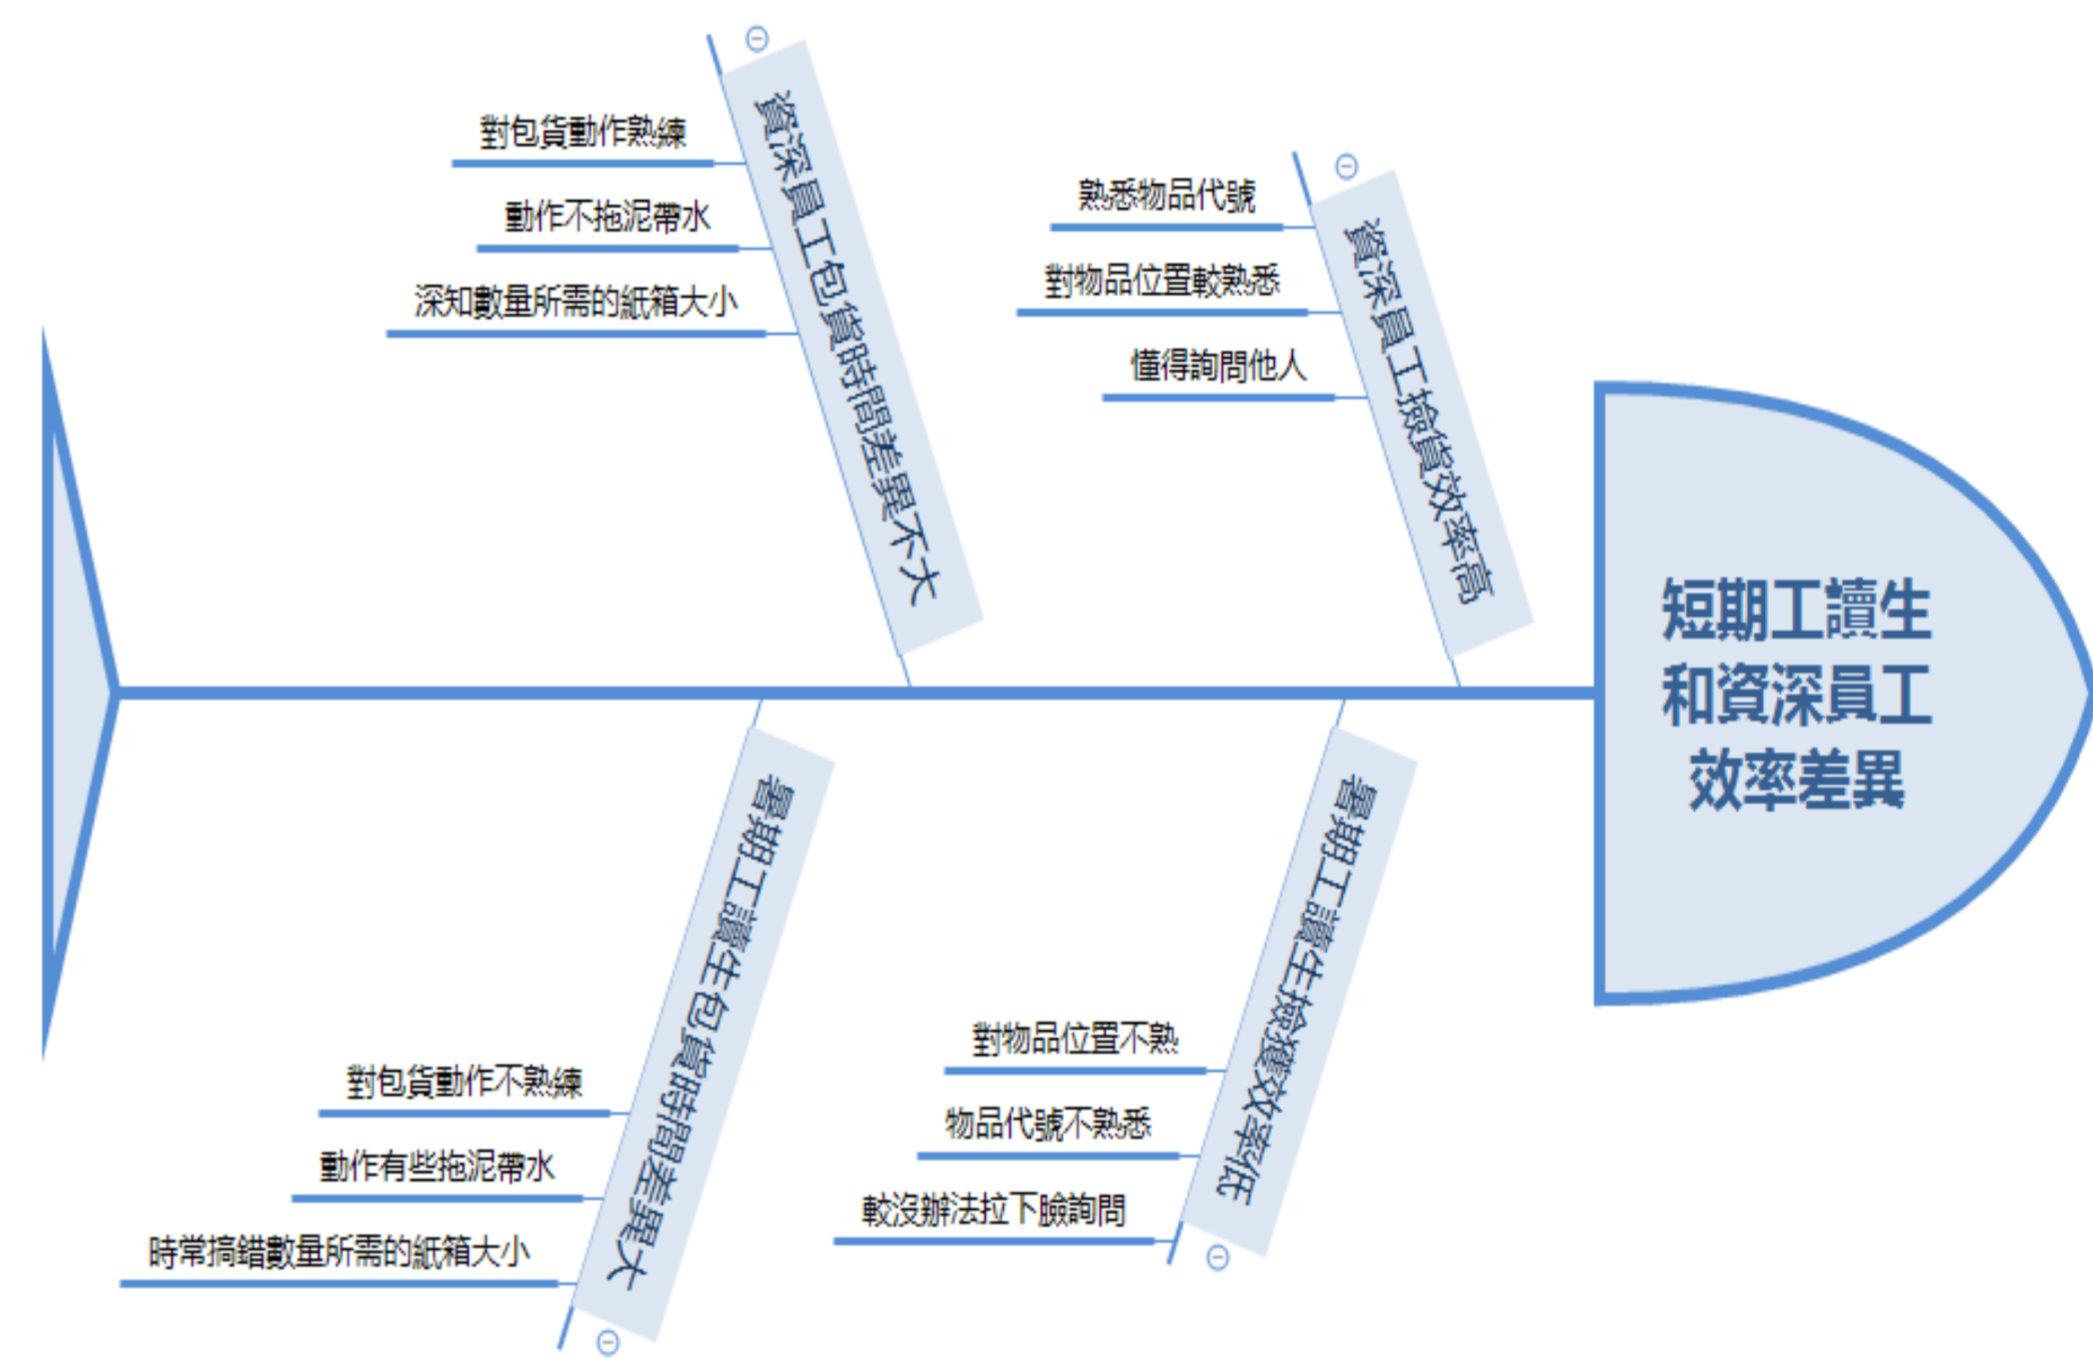 資深員工包貨時間差異不大
對包貨動作熟練
動作不拖泥帶水
深知數量所需的紙箱大小
資深員工撿貨效率高
熟悉物品代號
對物品位置較熟悉
懂得詢問他人
短期工讀生
和資深員工
效率差異
暑期工讀生包貨時間差異大
對包貨動作不熟練
動作有些拖泥帶水
時常搞錯數量所需的紙箱大小
暑期工讀生撿獲效率低
對物品位置不熟
物品代號不熟悉
較沒辦法拉下臉詢問